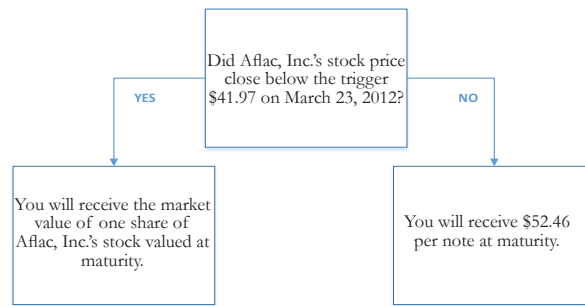 Did Aflac, Inc.'s stock price
close below the trigger
$41.97 on March 23, 2012?
YES
NO
You will receive the market
value of one share of
Aflac, Inc.'s stock valued at
maturity.
You will receive $52.46
per note at maturity.